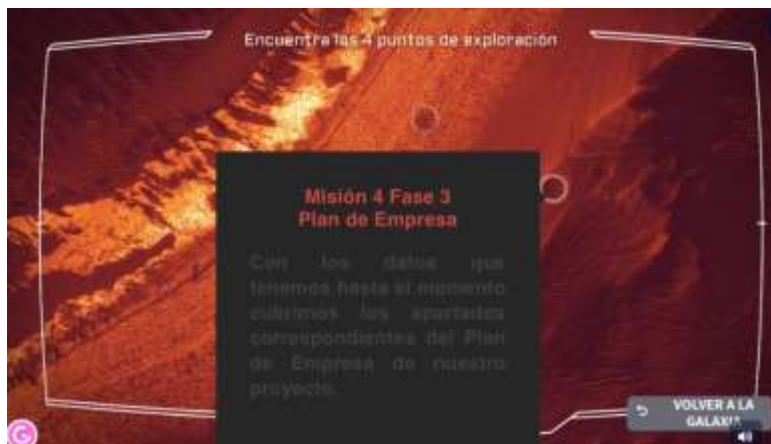 Encuentra los 4 puntos de exploración
Misión 4 Fase 3
Plan de Empresa
Con los datos que
tenemos hasta el momento
cubrimos los apartados
correspondientes del Plan
de Empresa de nuestro
proyecto.
VOLVER A LA
GALAXIA